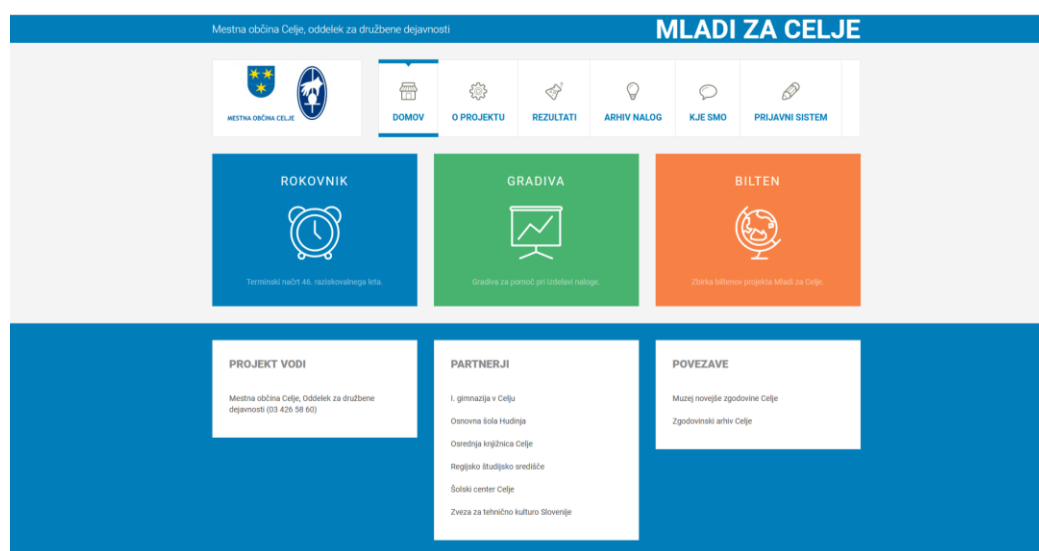 Mestna občina Celje, oddelek za družbene dejavnosti
MLADI ZA CELJE
MESTNA OBČINA CELJE
DOMOV
O PROJEKTU
REZULTATI
ARHIV NALOG
KJE SMO
PRIJAVNI SISTEM
ROKOVNIK
Terminski načrt 46. raziskovalnega leta.
GRADIVA
Gradiva za pomoč pri izdelavi naloge.
BILTEN
Zbirka biltenov projekta Mladi za Celje.
PROJEKT VODI
Mestna občina Celje, Oddelek za družbene
dejavnosti (03 426 58 60)
PARTNERJI
I. gimnazija v Celju
Osnovna šola Hudinja
Osrednja knjižnica Celje
Regijsko študijsko središče
Šolski center Celje
Zveza za tehnično kulturo Slovenije
POVEZAVE
Muzej novejše zgodovine Celje
Zgodovinski arhiv Celje